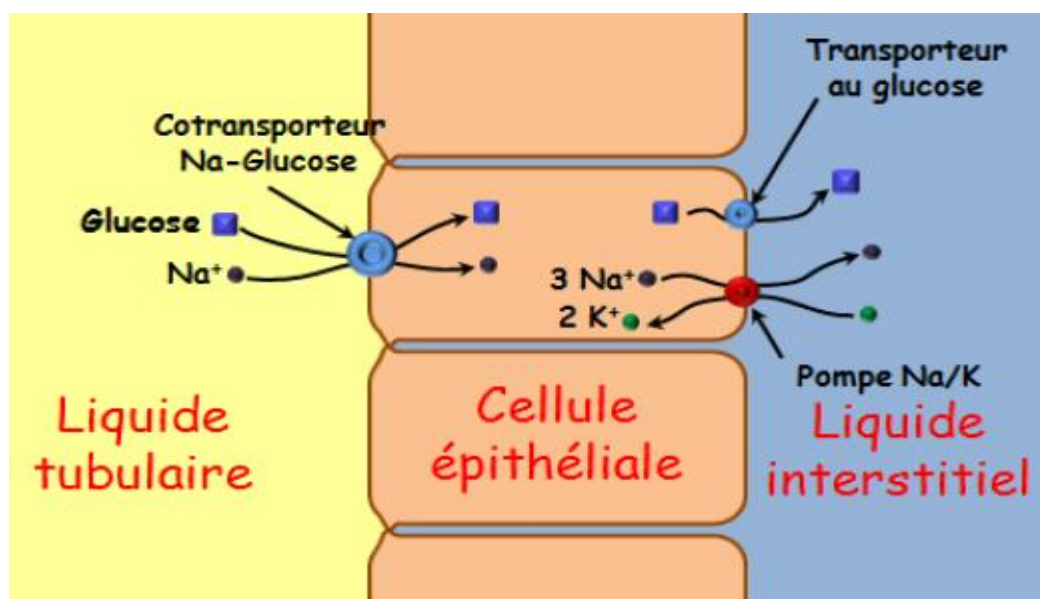 Transporteur
au glucose
Cotransporteur
Na-Glucose
Glucose
Na⁺
3 Na⁺
2 K⁺
Pompe Na/K
Liquide
tubulaire
Cellule
épithéliale
Liquide
interstitiel